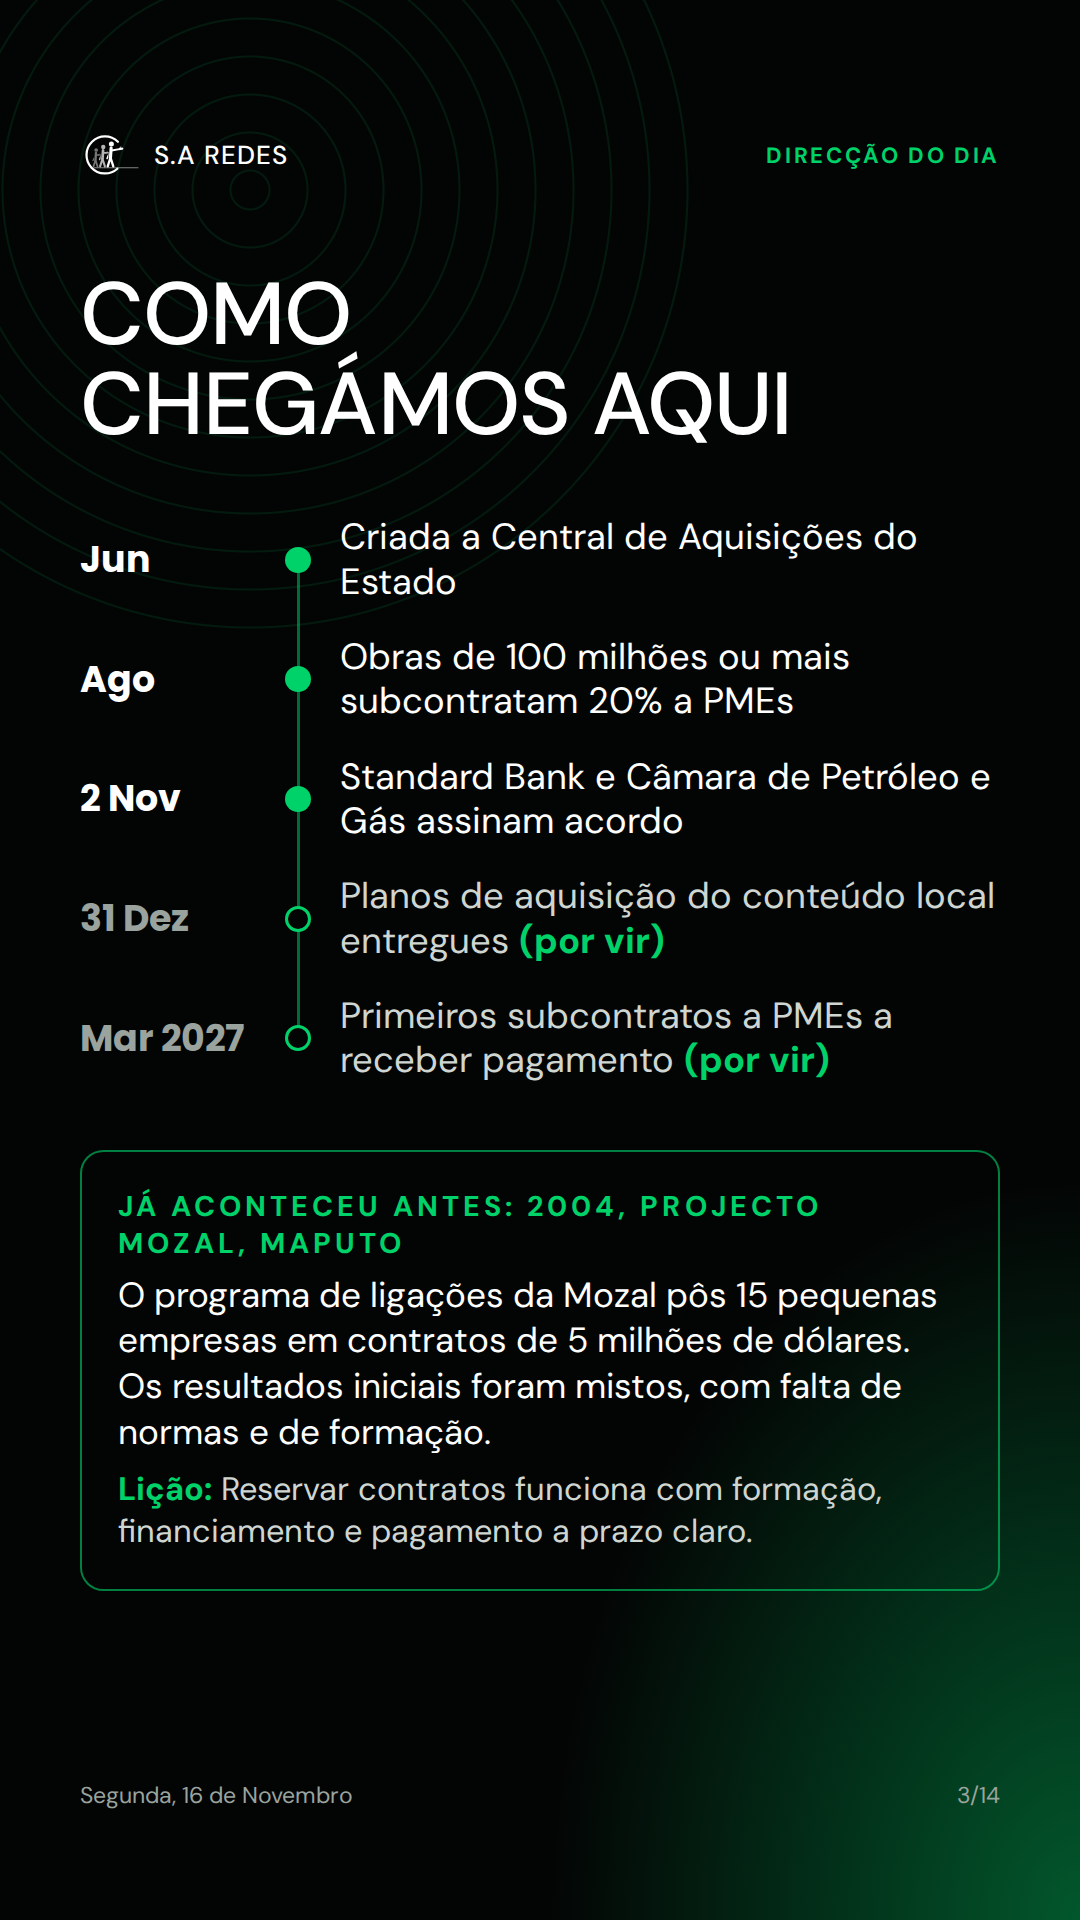 S.A REDES
DIRECÇÃO DO DIA
COMO
CHEGÁMOS AQUI
Jun
Criada a Central de Aquisições do
Estado
Ago
Obras de 100 milhões ou mais
subcontratam 20% a PMEs
2 Nov
Standard Bank e Câmara de Petróleo e
Gás assinam acordo
31 Dez
Planos de aquisição do conteúdo local
entregues (por vir)
Mar 2027
Primeiros subcontratos a PMEs a
receber pagamento (por vir)
JÁ ACONTECEU ANTES: 2004, PROJECTO
MOZAL, MAPUTO
O programa de ligações da Mozal pôs 15 pequenas
empresas em contratos de 5 milhões de dólares.
Os resultados iniciais foram mistos, com falta de
normas e de formação.
Lição: Reservar contratos funciona com formação,
financiamento e pagamento a prazo claro.
Segunda, 16 de Novembro
3/14